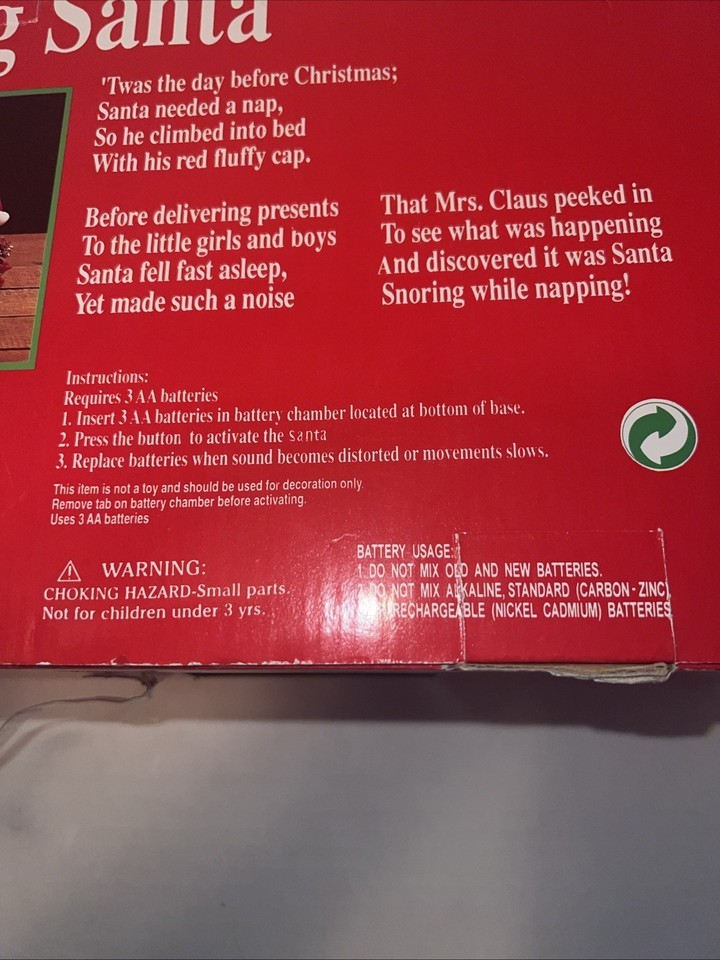 g Santa
'Twas the day before Christmas;
Santa needed a nap,
So he climbed into bed
With his red fluffy cap.
Before delivering presents
To the little girls and boys
Santa fell fast asleep,
Yet made such a noise
That Mrs. Claus peeked in
To see what was happening
And discovered it was Santa
Snoring while napping!
Instructions:
Requires 3 AA batteries
1. Insert 3 AA batteries in battery chamber located at bottom of base.
2. Press the button to activate the Santa
3. Replace batteries when sound becomes distorted or movements slows.
This item is not a toy and should be used for decoration only.
Remove tab on battery chamber before activating.
Uses 3 AA batteries
WARNING:
CHOKING HAZARD-Small parts.
Not for children under 3 yrs.
BATTERY USAGE:
1 DO NOT MIX OLD AND NEW BATTERIES.
DO NOT MIX ALKALINE, STANDARD (CARBON-ZINC)
RECHARGEABLE (NICKEL CADMIUM) BATTERIES